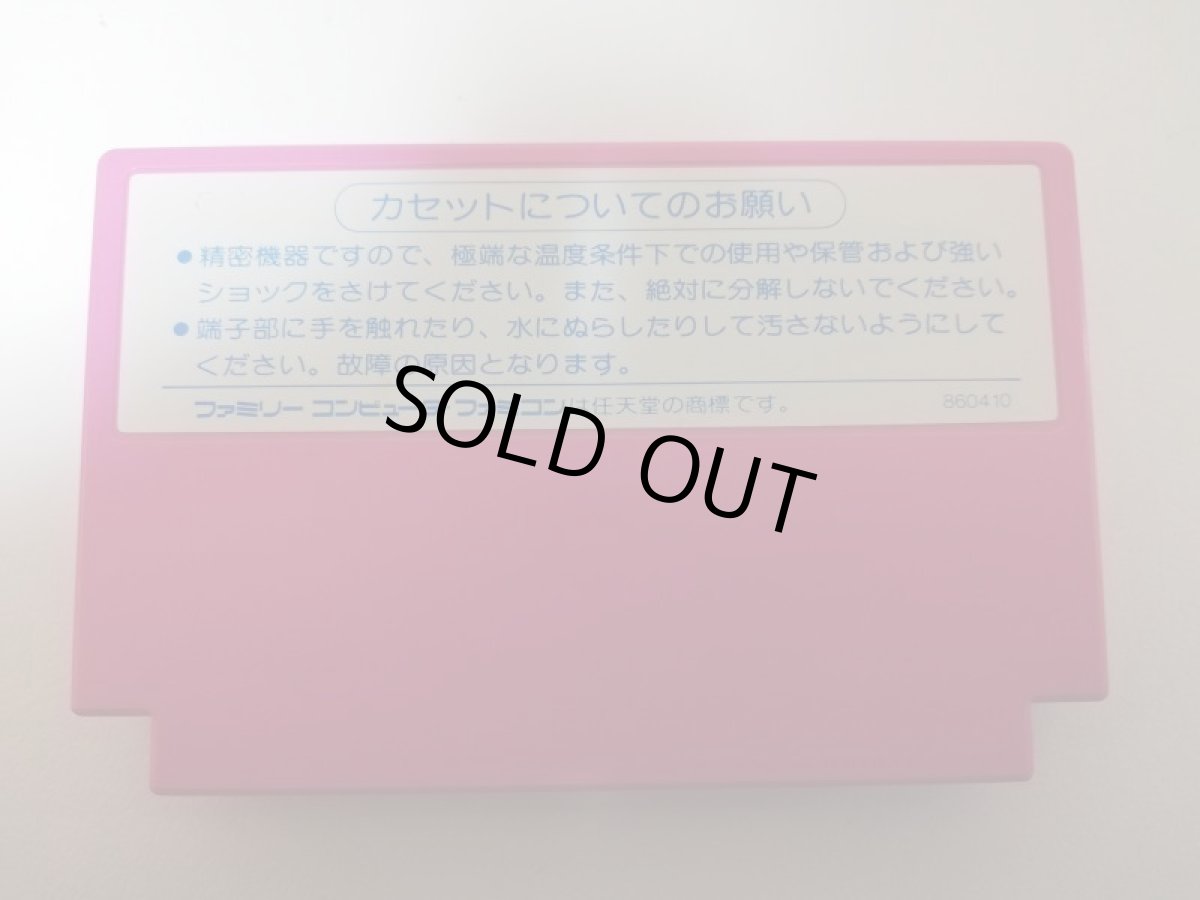 カセットについてのお願い
●精密機器ですので、極端な温度条件下での使用や保管および強い
ショックをさけてください。また、絶対に分解しないでください。
●端子部に手を触れたり、水にぬらしたりして汚さないようにして
ください。故障の原因となります。
ファミリー コンピュータ・ファミコンは任天堂の商標です。 860410
SOLD OUT